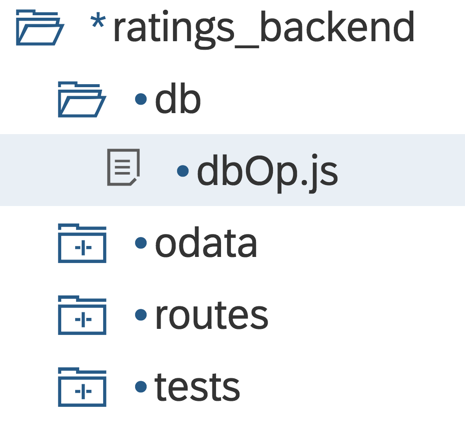 *ratings_backend
•db
•dbOp.js
•odata
•routes
•tests